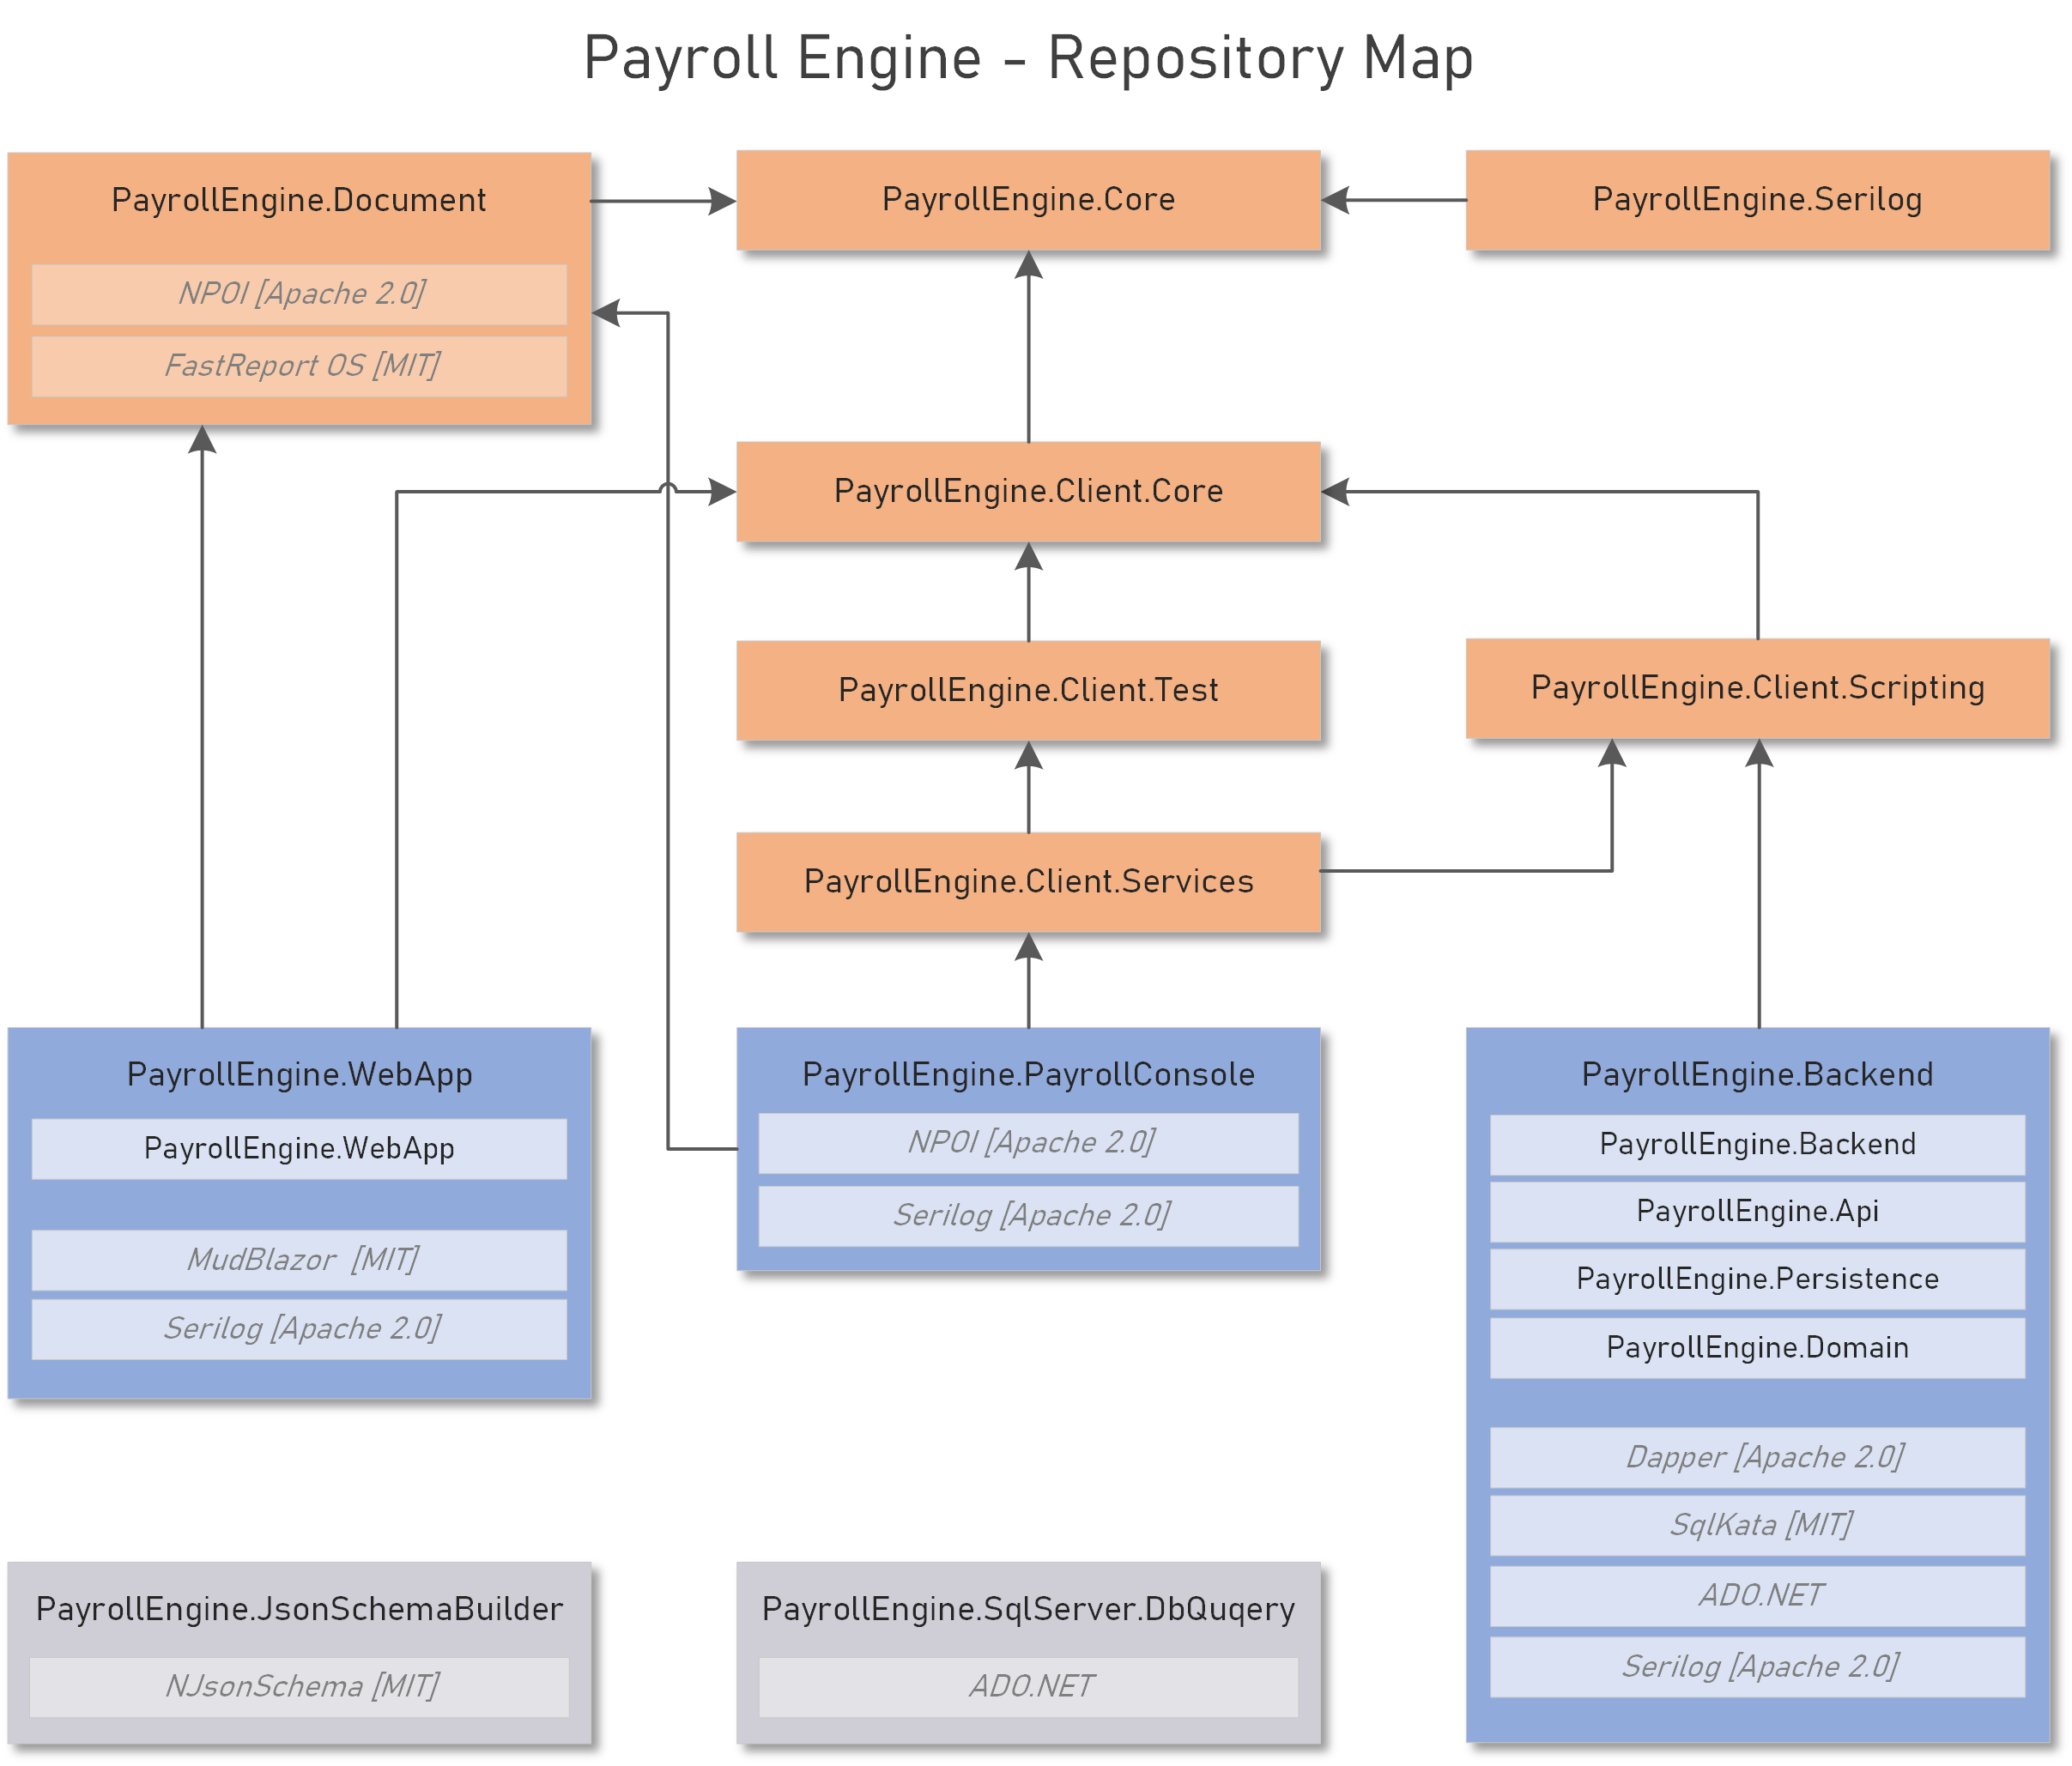 Payroll Engine - Repository Map
PayrollEngine.Document
NPOI [Apache 2.0]
FastReport OS [MIT]
PayrollEngine.Core
PayrollEngine.Serilog
PayrollEngine.Client.Core
PayrollEngine.Client.Test
PayrollEngine.Client.Scripting
PayrollEngine.Client.Services
PayrollEngine.WebApp
PayrollEngine.WebApp
MudBlazor [MIT]
Serilog [Apache 2.0]
PayrollEngine.PayrollConsole
NPOI [Apache 2.0]
Serilog [Apache 2.0]
PayrollEngine.Backend
PayrollEngine.Backend
PayrollEngine.Api
PayrollEngine.Persistence
PayrollEngine.Domain
Dapper [Apache 2.0]
SqlKata [MIT]
ADO.NET
Serilog [Apache 2.0]
PayrollEngine.JsonSchemaBuilder
NJsonSchema [MIT]
PayrollEngine.SqlServer.DbQuqery
ADO.NET